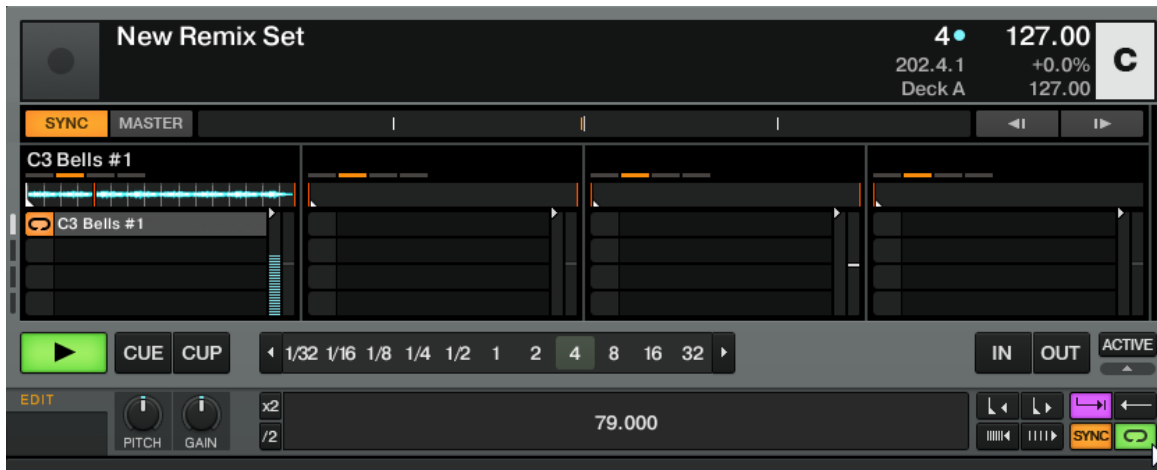 New Remix Set 4 127.00
202.4.1 +0.0% C
Deck A 127.00
SYNC MASTER
C3 Bells #1
C3 Bells #1
CUE CUP 1/32 1/16 1/8 1/4 1/2 1 2 4 8 16 32 IN OUT ACTIVE
EDIT
x2
79.000
PITCH GAIN /2 SYNC